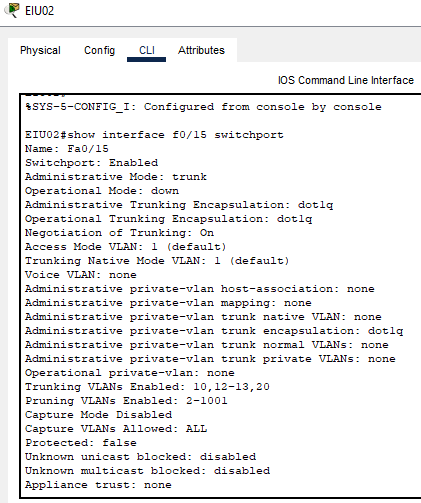 EIU02
Physical Config CLI Attributes
IOS Command Line Interface
%SYS-5-CONFIG_I: Configured from console by console
EIU02#show interface f0/15 switchport
Name: Fa0/15
Switchport: Enabled
Administrative Mode: trunk
Operational Mode: down
Administrative Trunking Encapsulation: dot1q
Operational Trunking Encapsulation: dot1q
Negotiation of Trunking: On
Access Mode VLAN: 1 (default)
Trunking Native Mode VLAN: 1 (default)
Voice VLAN: none
Administrative private-vlan host-association: none
Administrative private-vlan mapping: none
Administrative private-vlan trunk native VLAN: none
Administrative private-vlan trunk encapsulation: dot1q
Administrative private-vlan trunk normal VLANs: none
Administrative private-vlan trunk private VLANs: none
Operational private-vlan: none
Trunking VLANs Enabled: 10,12-13,20
Pruning VLANs Enabled: 2-1001
Capture Mode Disabled
Capture VLANs Allowed: ALL
Protected: false
Unknown unicast blocked: disabled
Unknown multicast blocked: disabled
Appliance trust: none